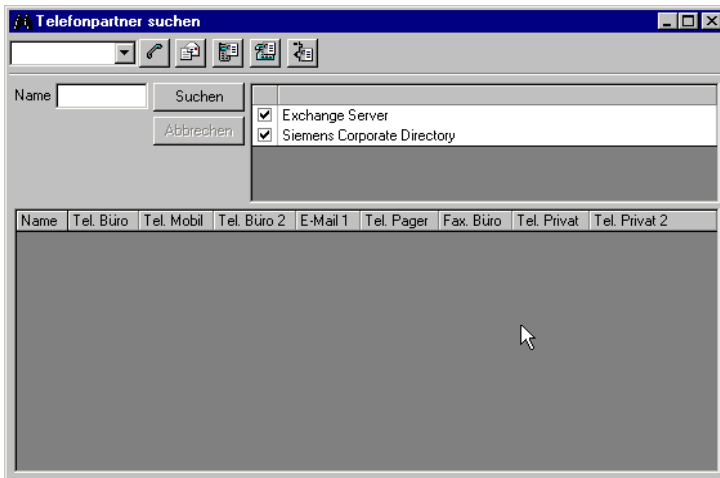 Telefonpartner suchen
Name
Suchen
Abbrechen
Exchange Server
Siemens Corporate Directory
Name Tel. Büro Tel. Mobil Tel. Büro 2 E-Mail 1 Tel. Pager Fax. Büro Tel. Privat Tel. Privat 2